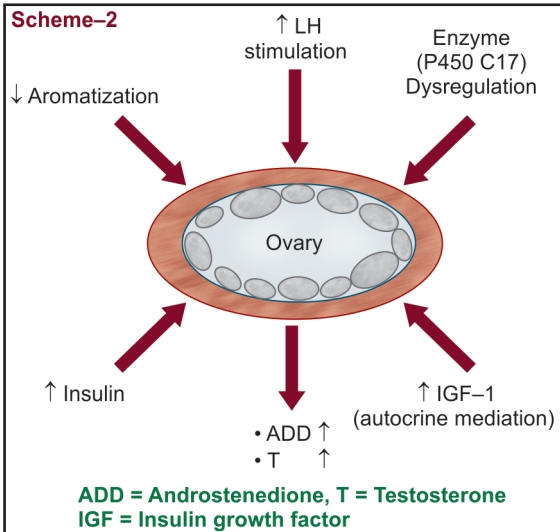 Scheme–2
↑ LH
stimulation
Enzyme
(P450 C17)
Dysregulation
↓ Aromatization
Ovary
↑ Insulin
↑ IGF–1
(autocrine mediation)
• ADD ↑
• T ↑
ADD = Androstenedione, T = Testosterone
IGF = Insulin growth factor